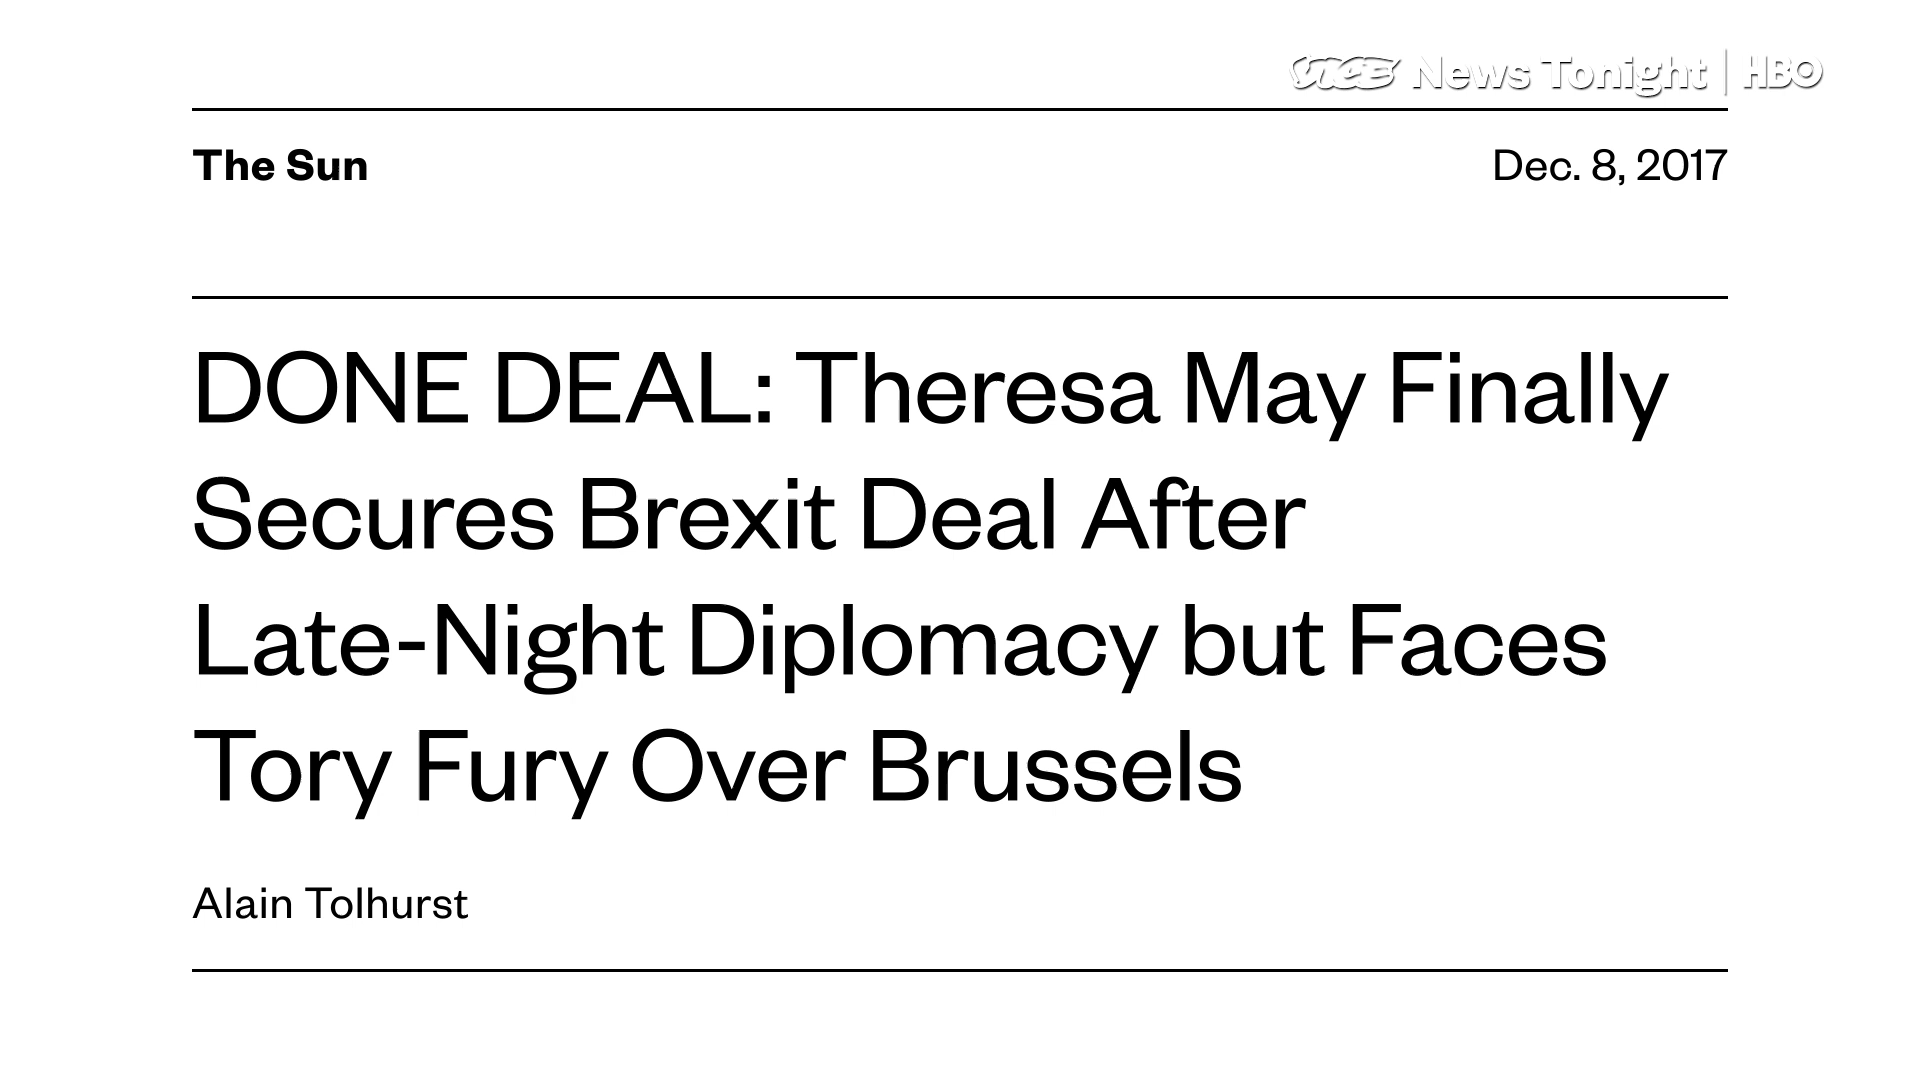 VICE News Tonight | HBO
The Sun
Dec. 8, 2017
DONE DEAL: Theresa May Finally
Secures Brexit Deal After
Late-Night Diplomacy but Faces
Tory Fury Over Brussels
Alain Tolhurst